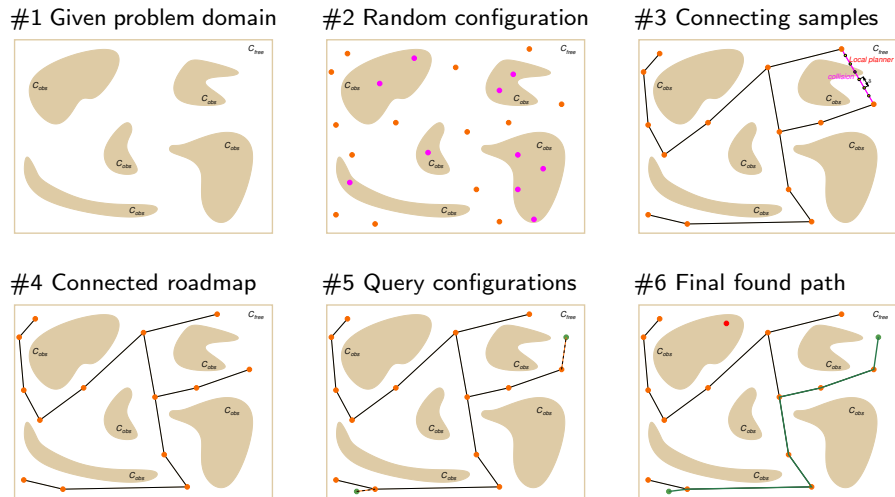 #1 Given problem domain
C_free
C_obs
C_obs
C_obs
C_obs
C_obs
#2 Random configuration
C_free
C_obs
C_obs
C_obs
C_obs
C_obs
#3 Connecting samples
C_free
Local planner
collision
δ
C_obs
C_obs
C_obs
C_obs
C_obs
#4 Connected roadmap
C_free
C_obs
C_obs
C_obs
C_obs
C_obs
#5 Query configurations
C_free
C_obs
C_obs
C_obs
C_obs
C_obs
#6 Final found path
C_free
C_obs
C_obs
C_obs
C_obs
C_obs